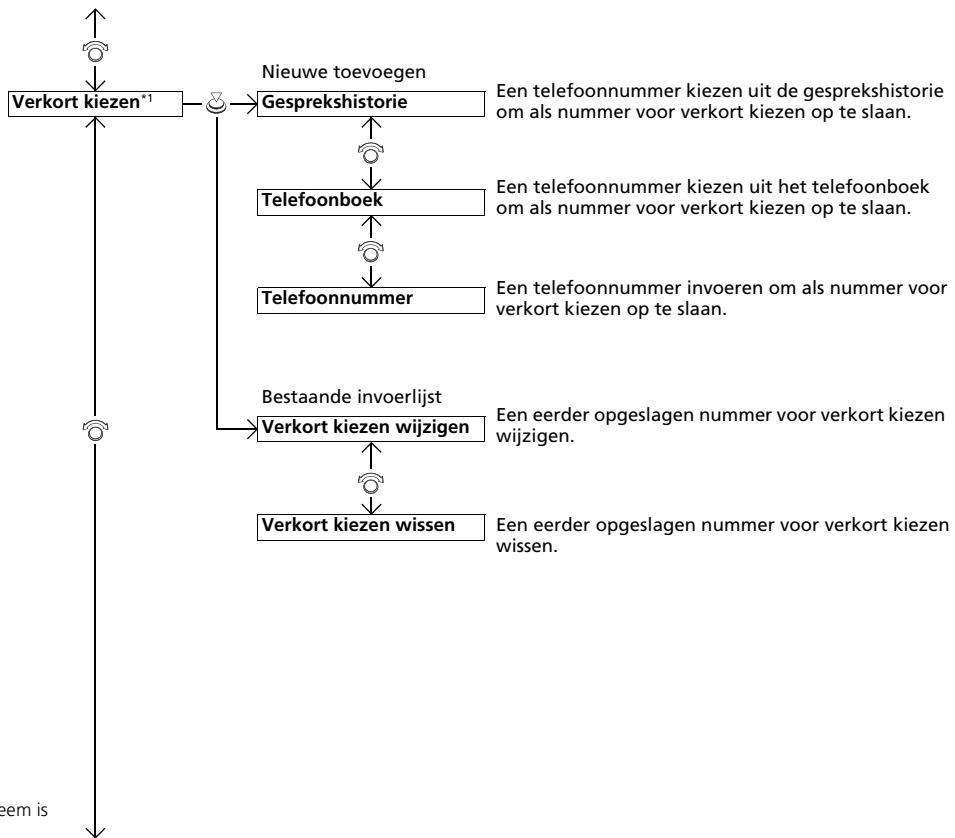 Nieuwe toevoegen
Verkort kiezen*1
Gesprekshistorie
Een telefoonnummer kiezen uit de gesprekshistorie
om als nummer voor verkort kiezen op te slaan.
Telefoonboek
Een telefoonnummer kiezen uit het telefoonboek
om als nummer voor verkort kiezen op te slaan.
Telefoonnummer
Een telefoonnummer invoeren om als nummer voor
verkort kiezen op te slaan.
Bestaande invoerlijst
Verkort kiezen wijzigen
Een eerder opgeslagen nummer voor verkort kiezen
wijzigen.
Verkort kiezen wissen
Een eerder opgeslagen nummer voor verkort kiezen
wissen.
eem is